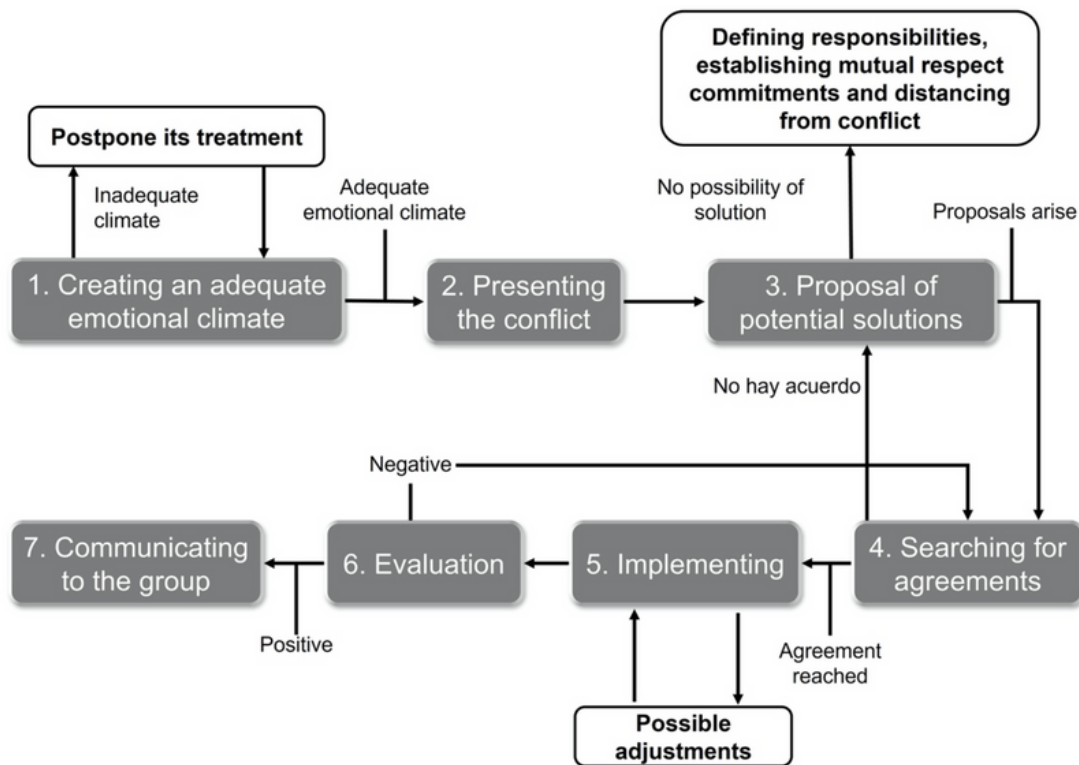 Defining responsibilities,
establishing mutual respect
commitments and distancing
from conflict
Postpone its treatment
Inadequate
climate
Adequate
emotional climate
No possibility of
solution
Proposals arise
1. Creating an adequate
emotional climate
2. Presenting
the conflict
3. Proposal of
potential solutions
No hay acuerdo
Negative
7. Communicating
to the group
6. Evaluation
5. Implementing
4. Searching for
agreements
Positive
Agreement
reached
Possible
adjustments